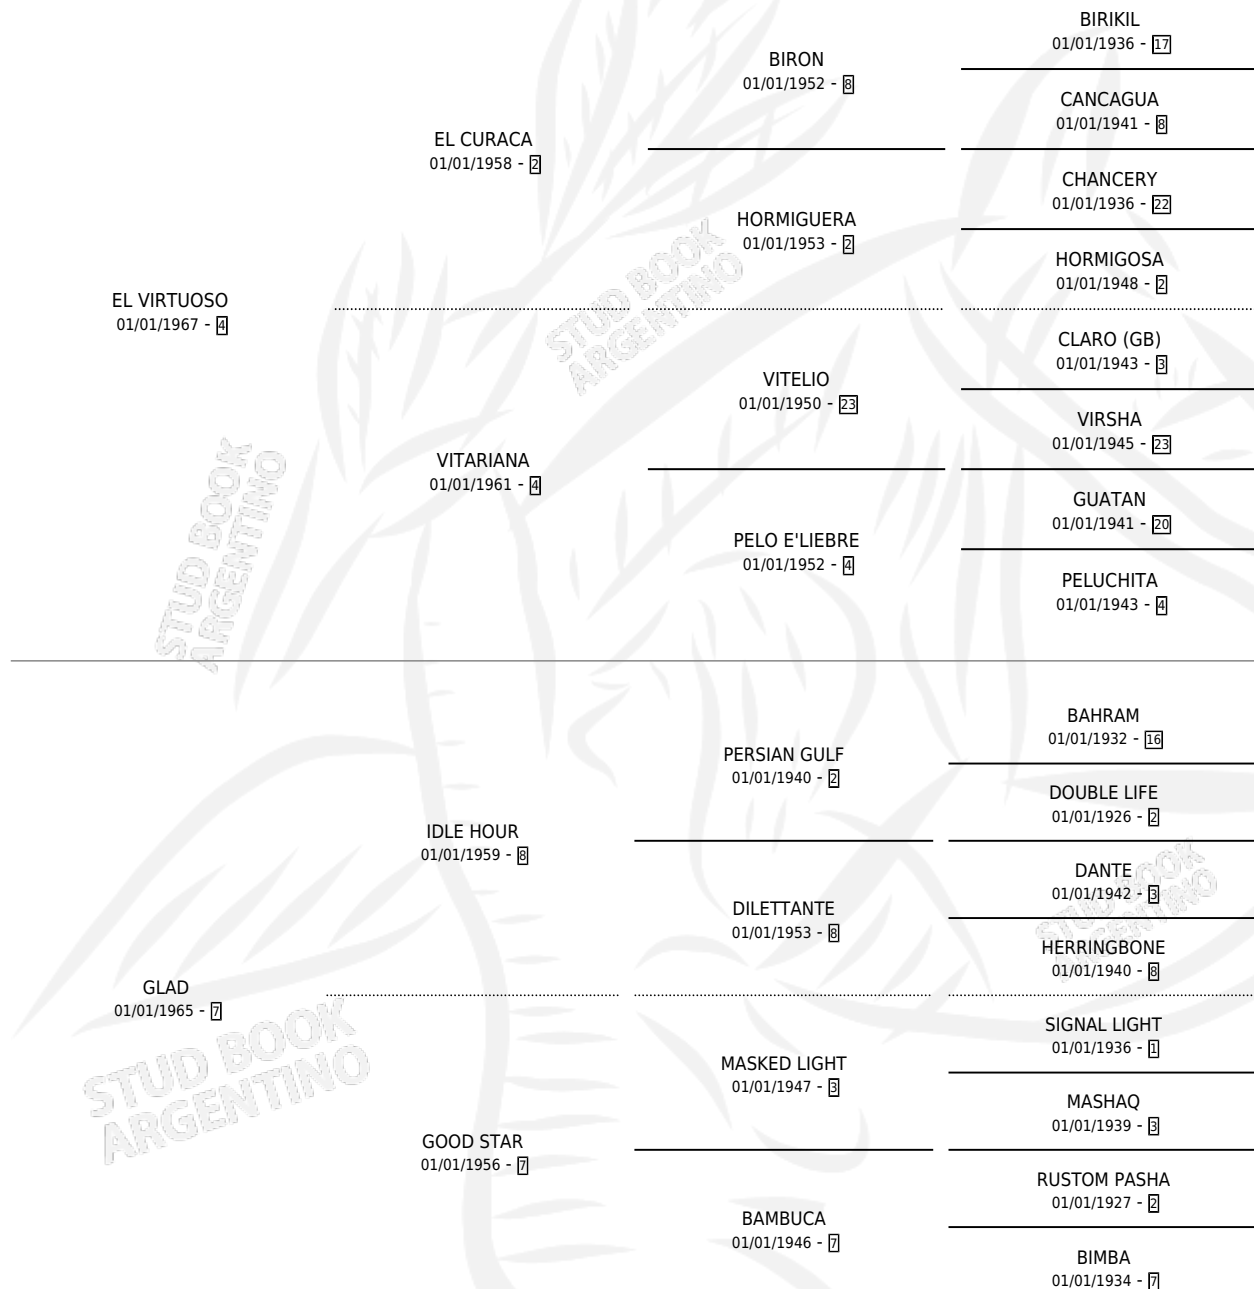 BIRIKIL
01/01/1936 - 17
BIRON
01/01/1952 - 8
CANCAGUA
01/01/1941 - 8
EL CURACA
01/01/1958 - 2
CHANCERY
01/01/1936 - 22
HORMIGUERA
01/01/1953 - 2
HORMIGOSA
01/01/1948 - 2
EL VIRTUOSO
01/01/1967 - 4
CLARO (GB)
01/01/1943 - 3
VITELIO
01/01/1950 - 23
VIRSHA
01/01/1945 - 23
VITARIANA
01/01/1961 - 4
GUATAN
01/01/1941 - 20
PELO E'LIEBRE
01/01/1952 - 4
PELUCHITA
01/01/1943 - 4
STUD BOOK
ARGENTINO
STUD BOOK
ARGENTINO
BAHRAM
01/01/1932 - 16
PERSIAN GULF
01/01/1940 - 2
DOUBLE LIFE
01/01/1926 - 2
IDLE HOUR
01/01/1959 - 8
DANTE
01/01/1942 - 3
DILETTANTE
01/01/1953 - 8
HERRINGBONE
01/01/1940 - 8
GLAD
01/01/1965 - 7
SIGNAL LIGHT
01/01/1936 - 1
MASKED LIGHT
01/01/1947 - 3
MASHAQ
01/01/1939 - 3
GOOD STAR
01/01/1956 - 7
RUSTOM PASHA
01/01/1927 - 2
BAMBUCA
01/01/1946 - 7
BIMBA
01/01/1934 - 7
STUD BOOK
ARGENTINO
STUD BOOK
ARGENTINO